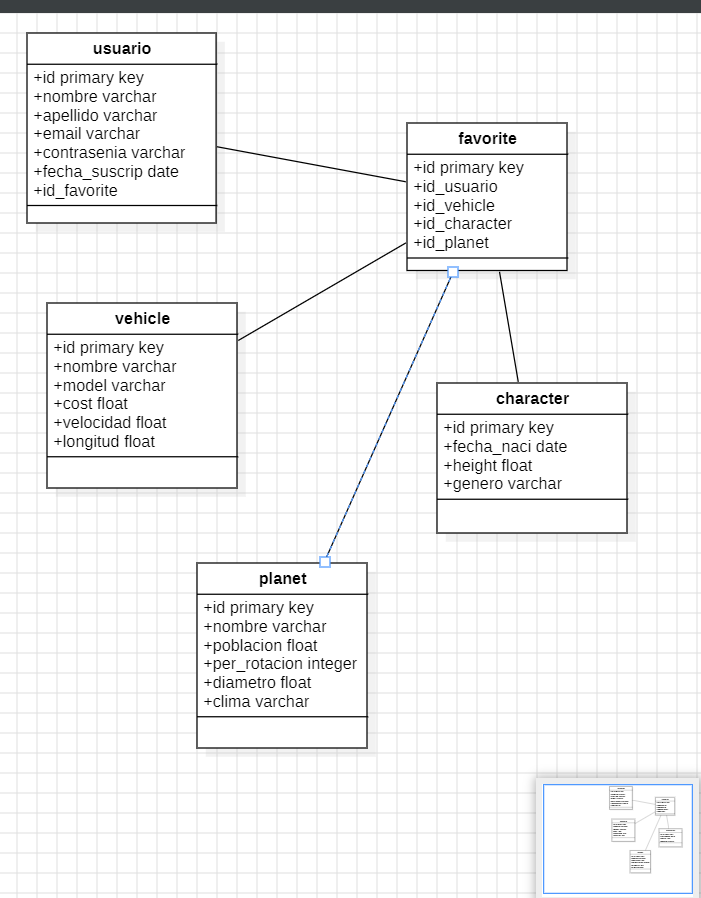 usuario
+id primary key
+nombre varchar
+apellido varchar
+email varchar
+contrasenia varchar
+fecha_suscrip date
+id_favorite
favorite
+id primary key
+id_usuario
+id_vehicle
+id_character
+id_planet
vehicle
+id primary key
+nombre varchar
+model varchar
+cost float
+velocidad float
+longitud float
character
+id primary key
+fecha_naci date
+height float
+genero varchar
planet
+id primary key
+nombre varchar
+poblacion float
+per_rotacion integer
+diametro float
+clima varchar